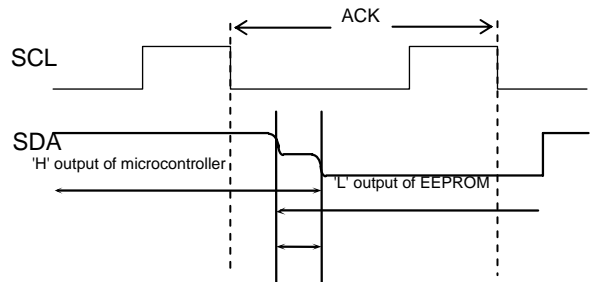 ACK
SCL
SDA
'H' output of microcontroller
'L' output of EEPROM